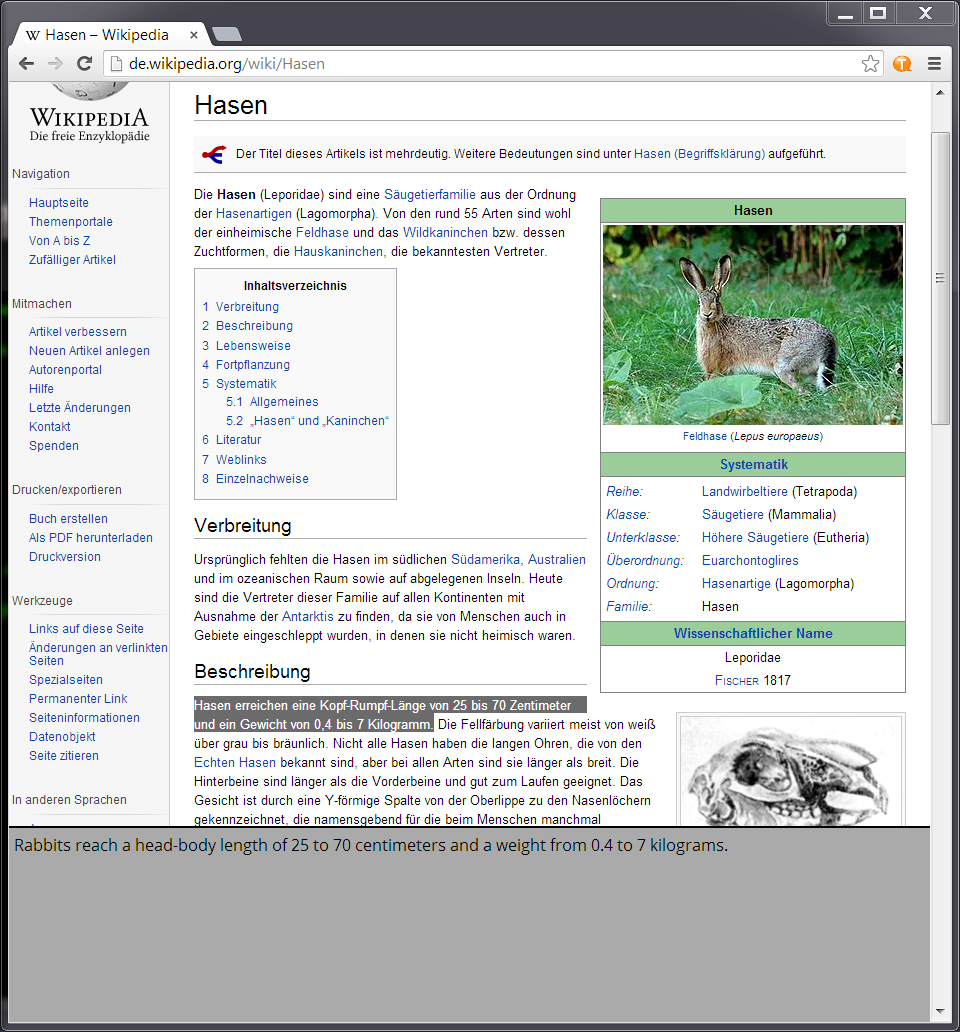 Hasen – Wikipedia
de.wikipedia.org/wiki/Hasen
WIKIPEDIA
Die freie Enzyklopädie
Navigation
Hauptseite
Themenportale
Von A bis Z
Zufälliger Artikel
Mitmachen
Artikel verbessern
Neuen Artikel anlegen
Autorenportal
Hilfe
Letzte Änderungen
Kontakt
Spenden
Drucken/exportieren
Buch erstellen
Als PDF herunterladen
Druckversion
Werkzeuge
Links auf diese Seite
Änderungen an verlinkten
Seiten
Spezialseiten
Permanenter Link
Seiteninformationen
Datenobjekt
Seite zitieren
In anderen Sprachen
Hasen
Der Titel dieses Artikels ist mehrdeutig. Weitere Bedeutungen sind unter Hasen (Begriffsklärung) aufgeführt.
Die Hasen (Leporidae) sind eine Säugetierfamilie aus der Ordnung
der Hasenartigen (Lagomorpha). Von den rund 55 Arten sind wohl
der einheimische Feldhase und das Wildkaninchen bzw. dessen
Zuchtformen, die Hauskaninchen, die bekanntesten Vertreter.
Inhaltsverzeichnis
1 Verbreitung
2 Beschreibung
3 Lebensweise
4 Fortpflanzung
5 Systematik
5.1 Allgemeines
5.2 „Hasen“ und „Kaninchen“
6 Literatur
7 Weblinks
8 Einzelnachweise
Verbreitung
Ursprünglich fehlten die Hasen im südlichen Südamerika, Australien
und im ozeanischen Raum sowie auf abgelegenen Inseln. Heute
sind die Vertreter dieser Familie auf allen Kontinenten mit
Ausnahme der Antarktis zu finden, da sie von Menschen auch in
Gebiete eingeschleppt wurden, in denen sie nicht heimisch waren.
Beschreibung
Hasen erreichen eine Kopf-Rumpf-Länge von 25 bis 70 Zentimeter
und ein Gewicht von 0,4 bis 7 Kilogramm. Die Fellfärbung variiert meist von weiß
über grau bis bräunlich. Nicht alle Hasen haben die langen Ohren, die von den
Echten Hasen bekannt sind, aber bei allen Arten sind sie länger als breit. Die
Hinterbeine sind länger als die Vorderbeine und gut zum Laufen geeignet. Das
Gesicht ist durch eine Y-förmige Spalte von der Oberlippe zu den Nasenlöchern
gekennzeichnet, die namensgebend für die beim Menschen manchmal
Hasen
Feldhase (Lepus europaeus)
Systematik
Reihe: Landwirbeltiere (Tetrapoda)
Klasse: Säugetiere (Mammalia)
Unterklasse: Höhere Säugetiere (Eutheria)
Überordnung: Euarchontoglires
Ordnung: Hasenartige (Lagomorpha)
Familie: Hasen
Wissenschaftlicher Name
Leporidae
FISCHER 1817
Rabbits reach a head-body length of 25 to 70 centimeters and a weight from 0.4 to 7 kilograms.